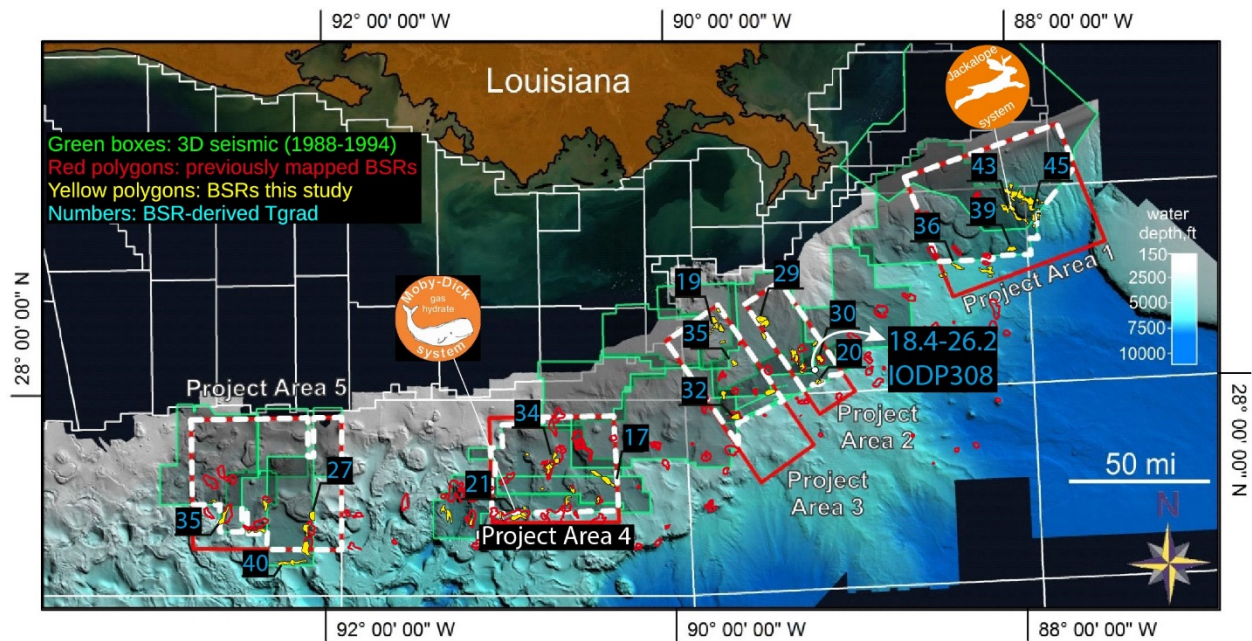 92° 00' 00" W
90° 00' 00" W
88° 00' 00" W
Louisiana
Jackalope
system
Green boxes: 3D seismic (1988-1994)
Red polygons: previously mapped BSRs
Yellow polygons: BSRs this study
Numbers: BSR-derived Tgrad
43
45
39
36
water
depth,ft
150
2500
5000
7500
10000
Project Area 1
28° 00' 00" N
28° 00' 00" N
Moby-Dick
gas
hydrate
system
19
29
30
35
20
18.4-26.2
IODP308
32
Project
Area 2
Project
Area 3
Project Area 5
34
17
27
21
35
40
Project Area 4
50 mi
N
92° 00' 00" W
90° 00' 00" W
88° 00' 00" W